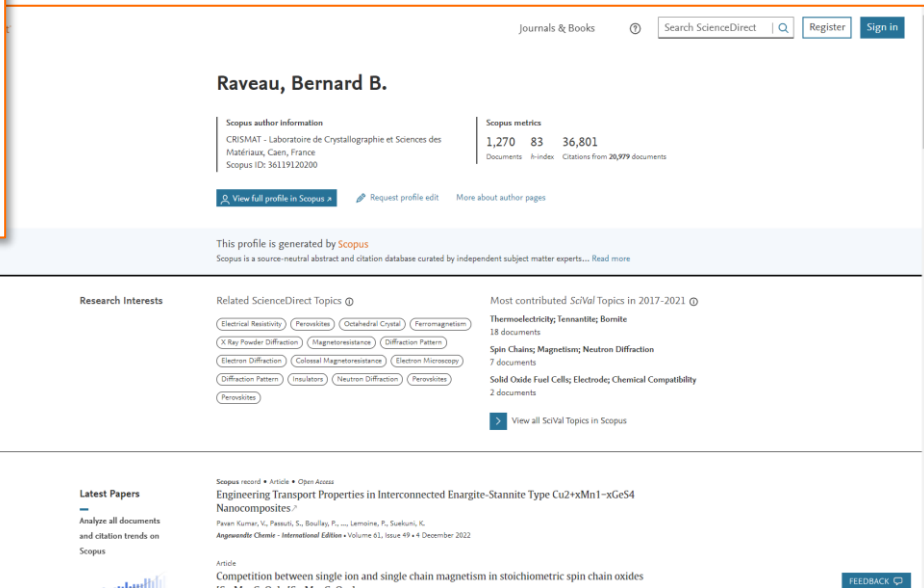 Journals & Books
Search ScienceDirect
Register
Sign in
Raveau, Bernard B.
Scopus author information
CRISMAT - Laboratoire de Crystallographie et Sciences des
Matériaux, Caen, France
Scopus ID: 36119120200
Scopus metrics
1,270 83 36,801
Documents h-index Citations from 20,979 documents
View full profile in Scopus
Request profile edit
More about author pages
This profile is generated by Scopus
Scopus is a source-neutral abstract and citation database curated by independent subject matter experts... Read more
Research Interests
Related ScienceDirect Topics
Electrical Resistivity Perovskites Octahedral Crystal Ferromagnetism
X Ray Powder Diffraction Magnetoresistance Diffraction Pattern
Electron Diffraction Colossal Magnetoresistance Electron Microscopy
Diffraction Pattern Insulators Neutron Diffraction Perovskites
Perovskites
Most contributed SciVal Topics in 2017-2021
Thermoelectricity; Tennantite; Bornite
18 documents
Spin Chains; Magnetism; Neutron Diffraction
7 documents
Solid Oxide Fuel Cells; Electrode; Chemical Compatibility
2 documents
View all SciVal Topics in Scopus
Latest Papers
Analyze all documents
and citation trends on
Scopus
Scopus record • Article • Open Access
Engineering Transport Properties in Interconnected Enargite-Stannite Type Cu2+xMn1−xGeS4
Nanocomposites
Pavan Kumar, V., Passuti, S., Boullay, P., ..., Lemoine, P., Suekuni, K.
Angewandte Chemie - International Edition • Volume 61, Issue 49 • 4 December 2022
Article
Competition between single ion and single chain magnetism in stoichiometric spin chain oxides
FEEDBACK